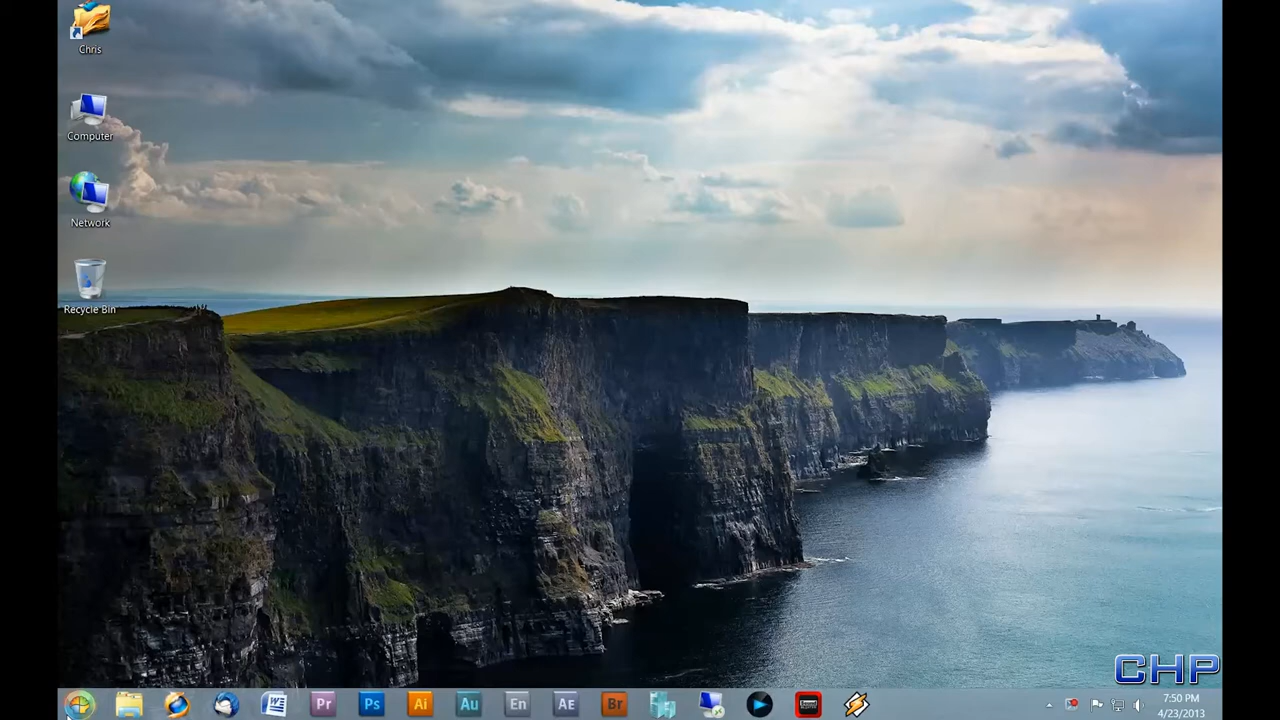 Chris
Computer
Network
Recycle Bin
CHP
W
Pr
Ps
Ai
Au
En
AE
Br
7:50 PM
4/23/2013